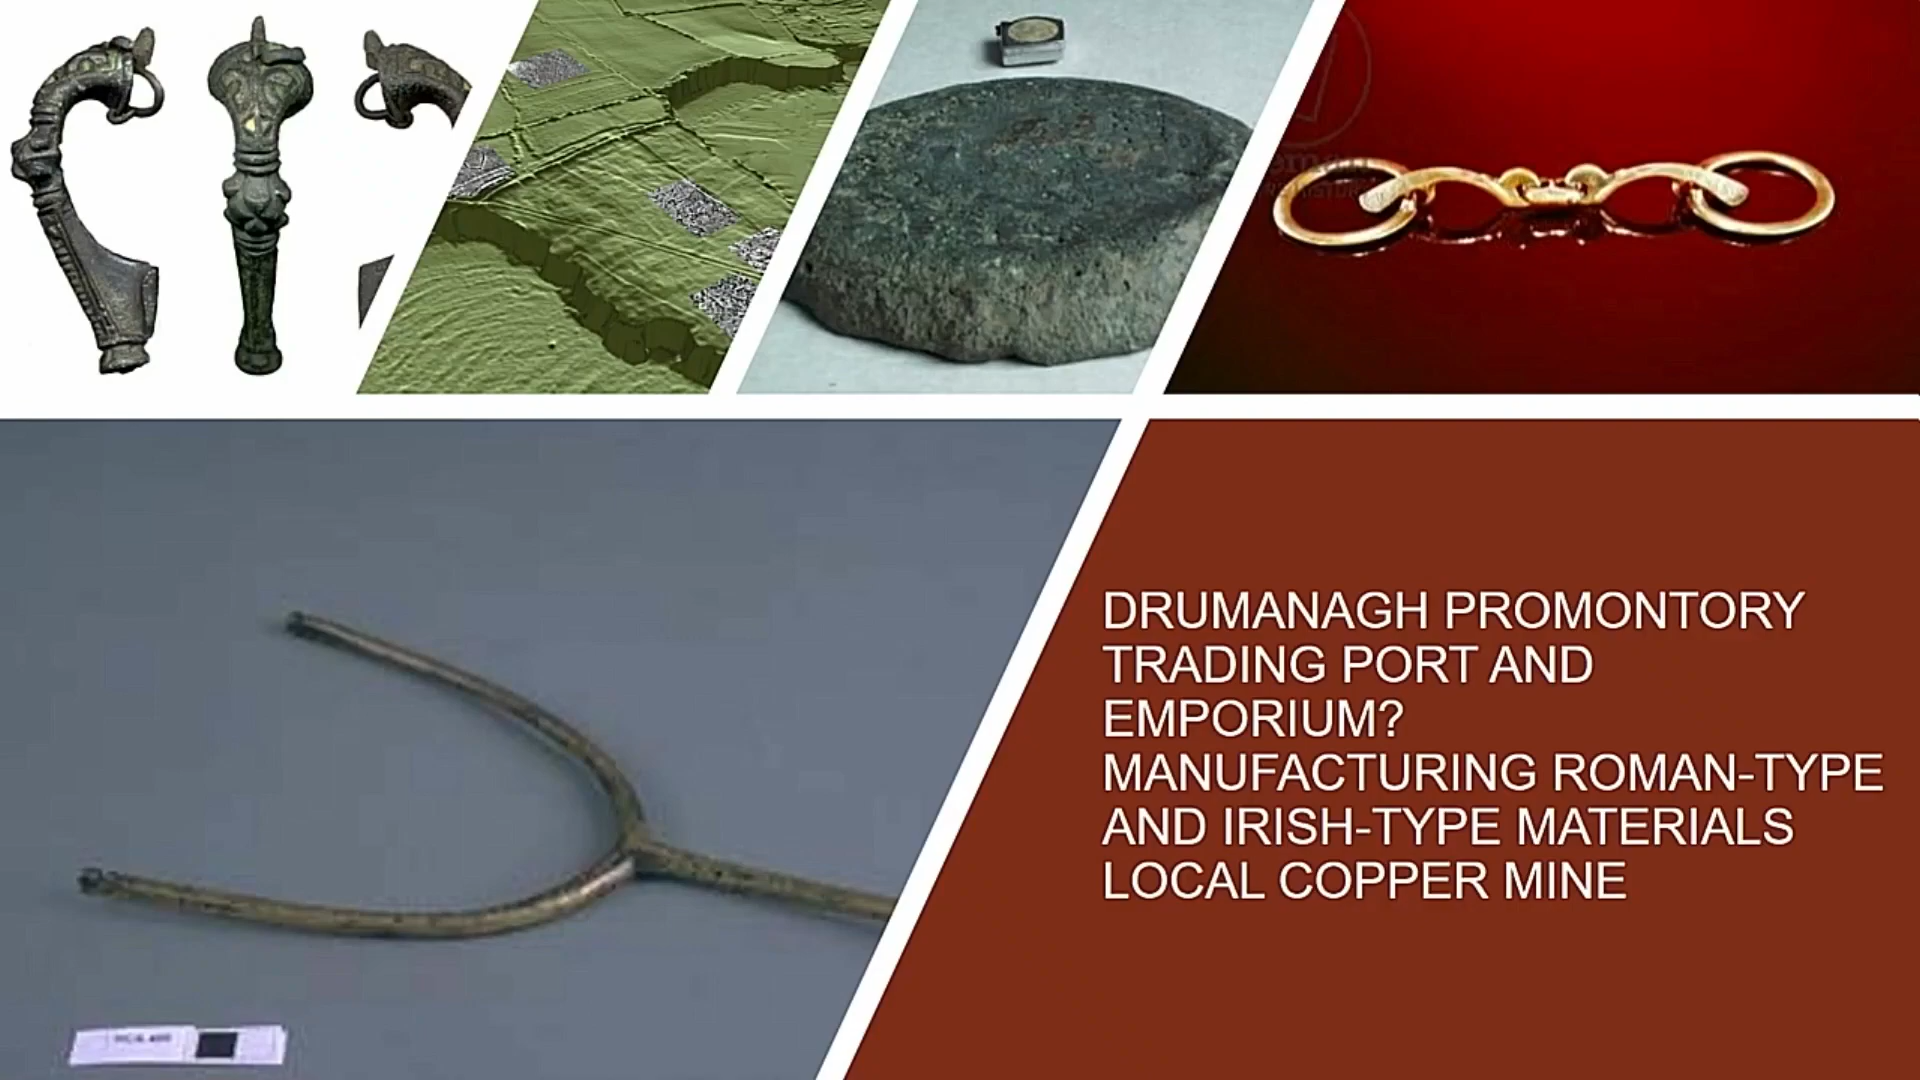 DRUMANAGH PROMONTORY
TRADING PORT AND
EMPORIUM?
MANUFACTURING ROMAN-TYPE
AND IRISH-TYPE MATERIALS
LOCAL COPPER MINE